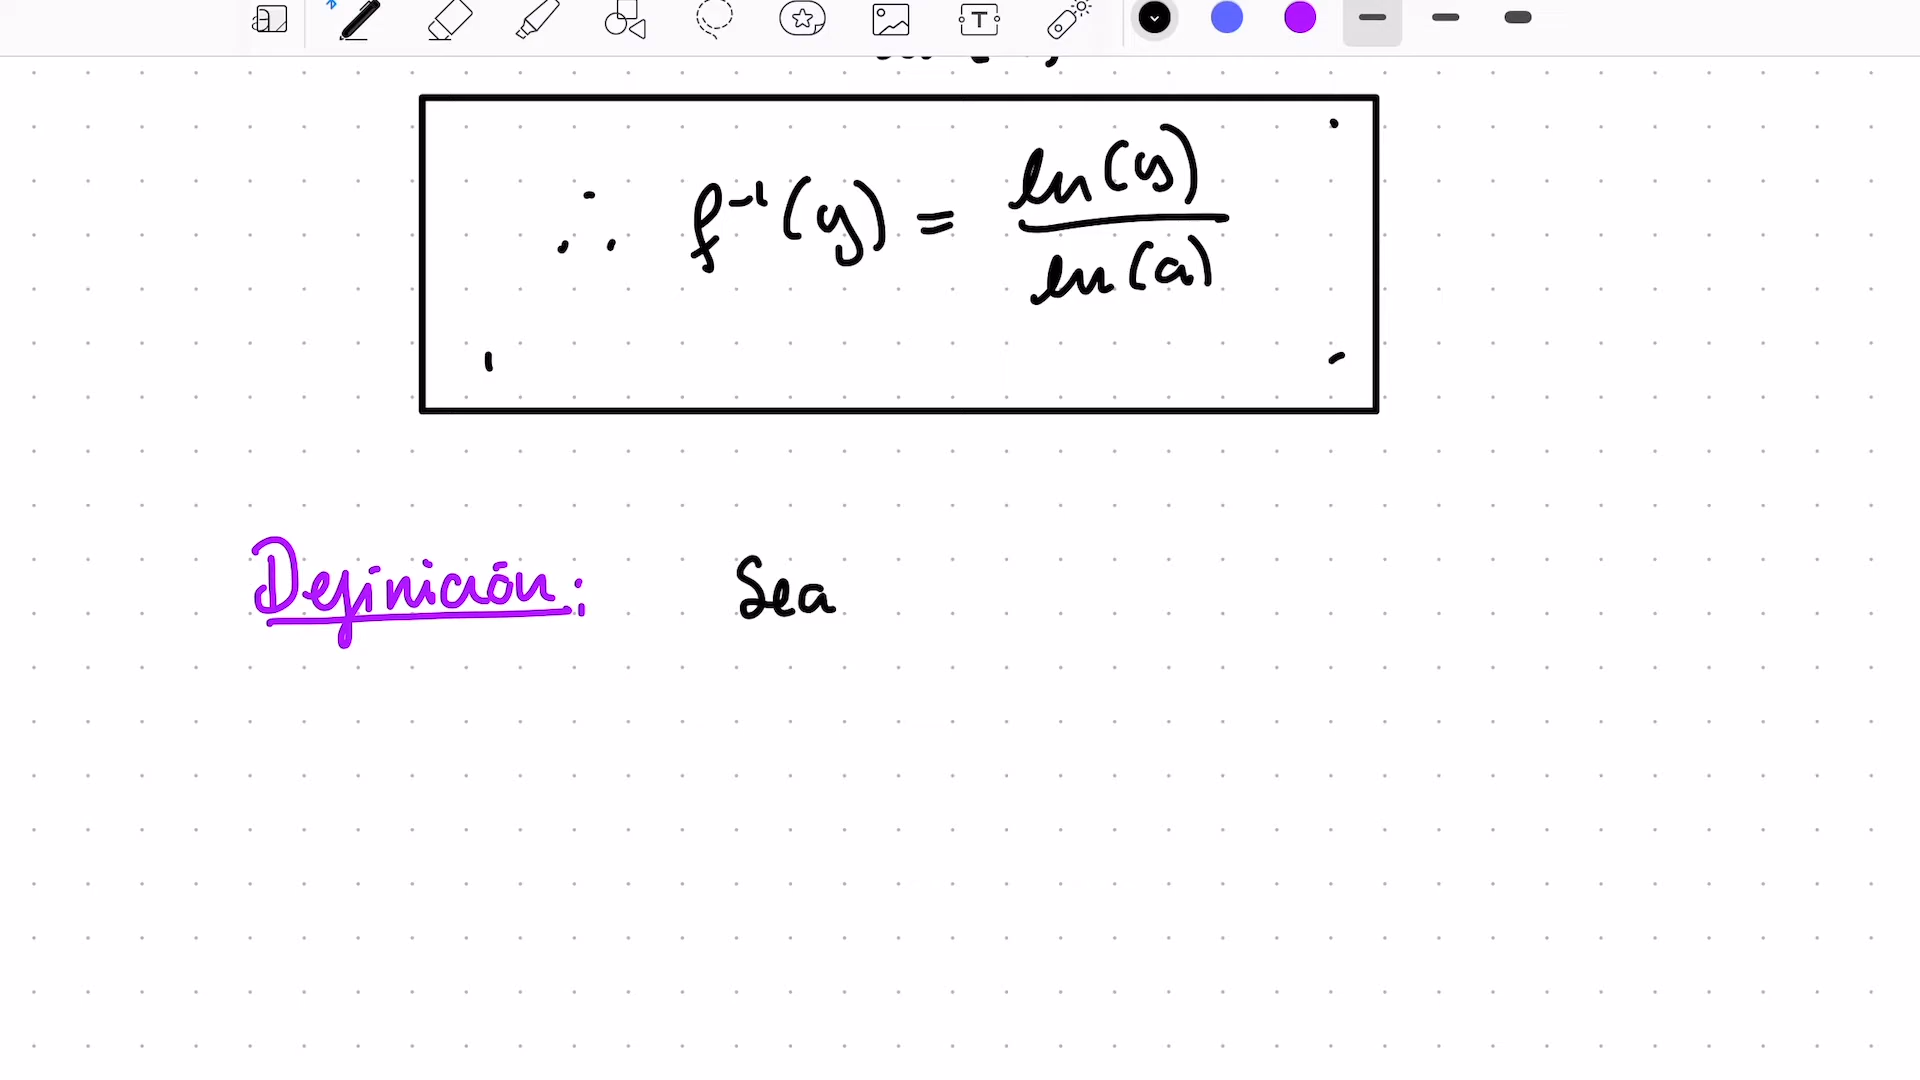 ∴ f⁻¹(y) = ln(y) / ln(a)
Definición: Sea